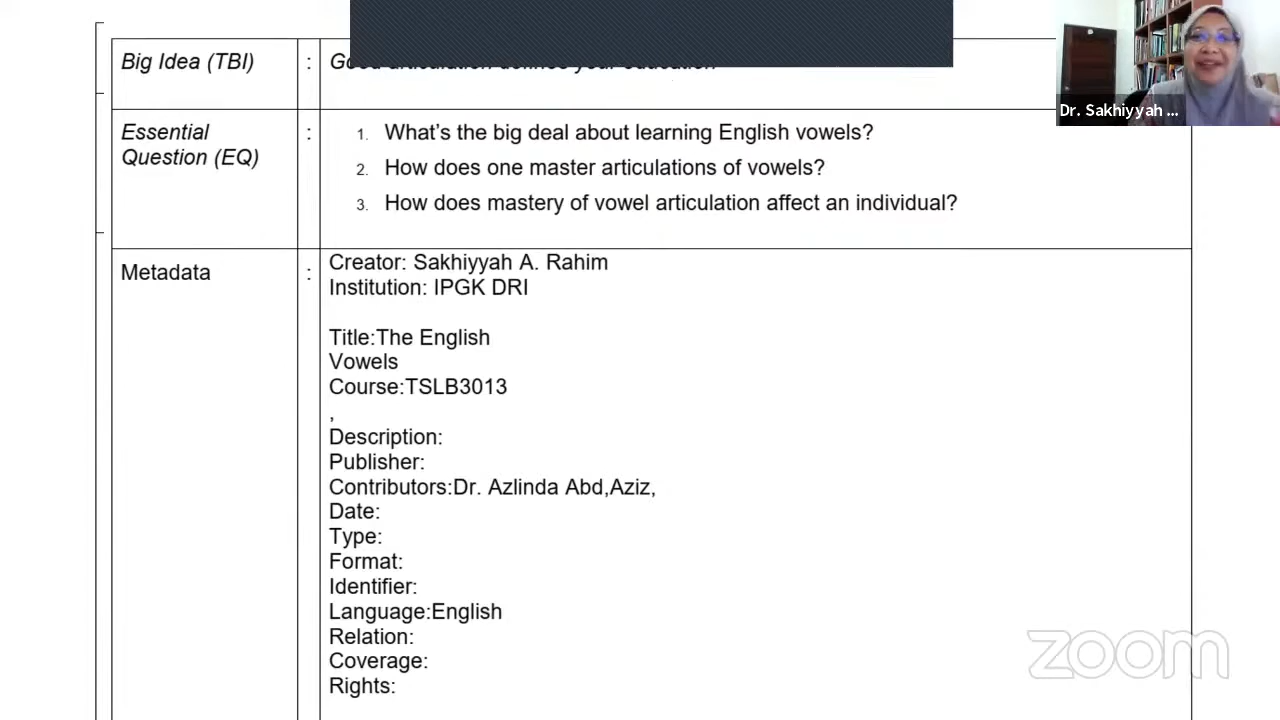 Big Idea (TBI) :
Essential Question (EQ) :
1. What's the big deal about learning English vowels?
2. How does one master articulations of vowels?
3. How does mastery of vowel articulation affect an individual?
Metadata :
Creator: Sakhiyyah A. Rahim
Institution: IPGK DRI
Title:The English
Vowels
Course:TSLB3013
,
Description:
Publisher:
Contributors:Dr. Azlinda Abd,Aziz,
Date:
Type:
Format:
Identifier:
Language:English
Relation:
Coverage:
Rights:
Dr. Sakhiyyah ...
zoom